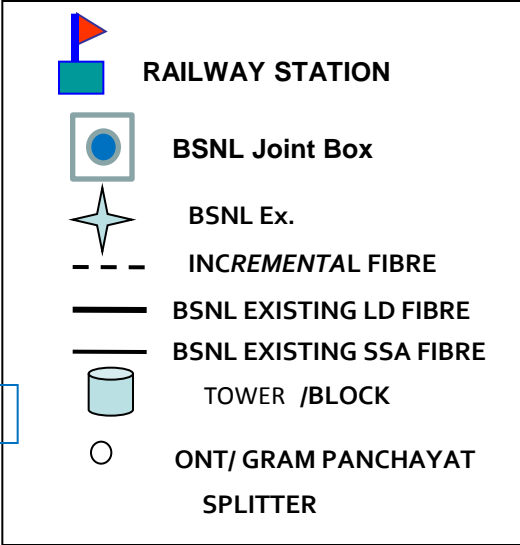 RAILWAY STATION
BSNL Joint Box
BSNL Ex.
INCREMENTAL FIBRE
BSNL EXISTING LD FIBRE
BSNL EXISTING SSA FIBRE
TOWER /BLOCK
ONT/ GRAM PANCHAYAT
SPLITTER